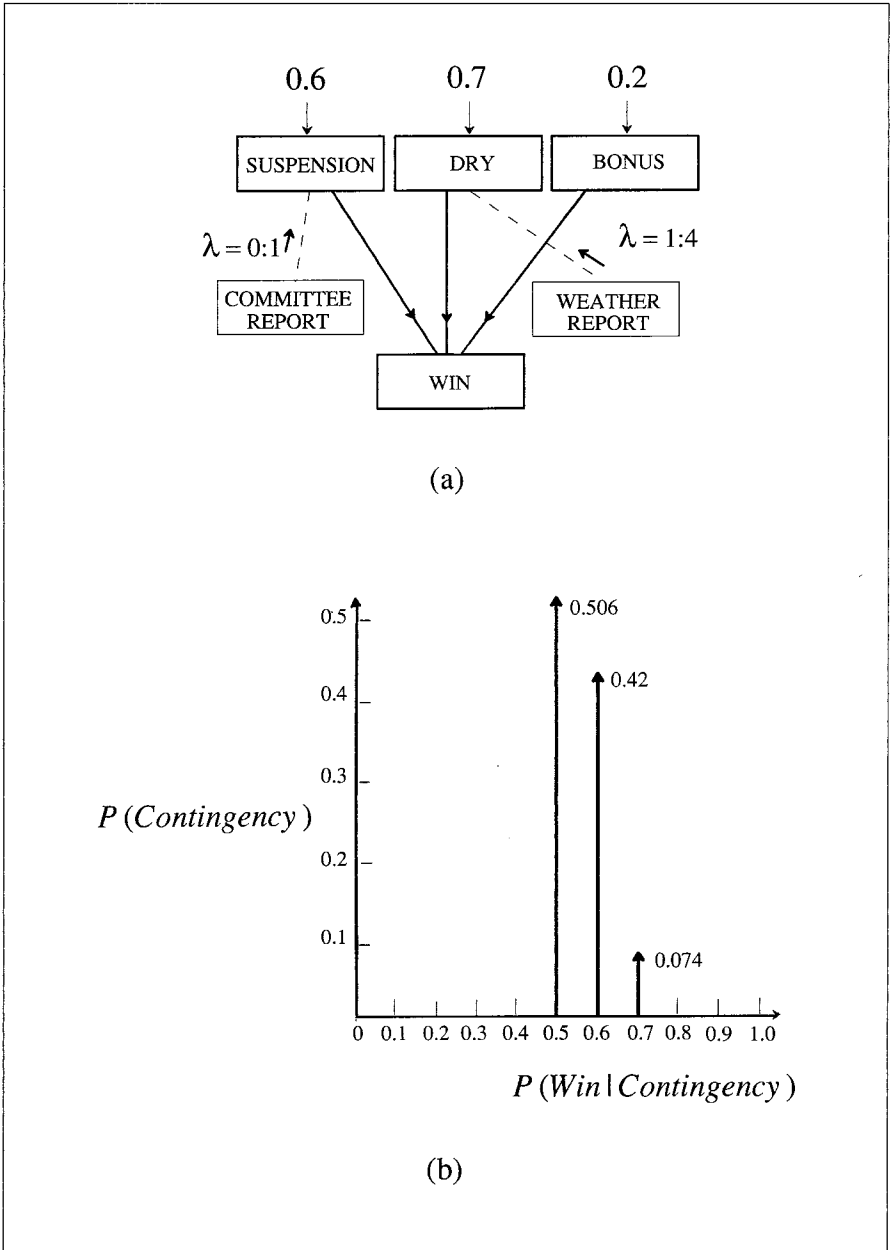 0.6 0.7 0.2
SUSPENSION DRY BONUS
λ = 0:1 λ = 1:4
COMMITTEE
REPORT
WEATHER
REPORT
WIN
(a)
0.5
0.4
0.3
0.2
0.1
0.506
0.42
0.074
P (Contingency)
0 0.1 0.2 0.3 0.4 0.5 0.6 0.7 0.8 0.9 1.0
P (Win | Contingency)
(b)